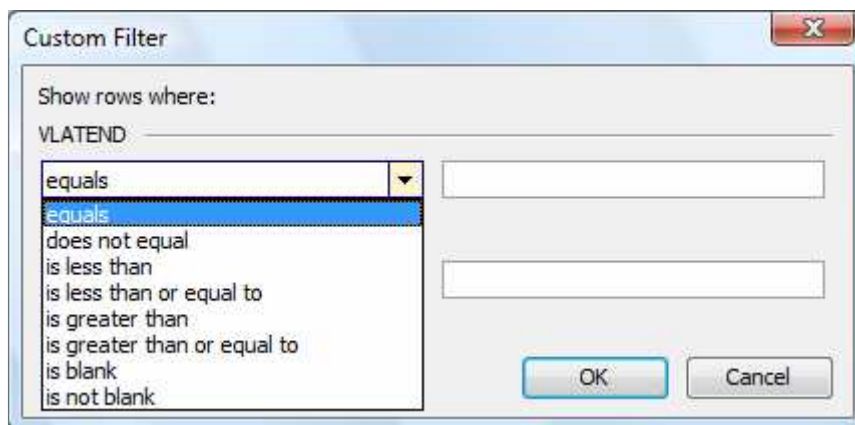 Custom Filter
Show rows where:
VLATEND
equals
equals
does not equal
is less than
is less than or equal to
is greater than
is greater than or equal to
is blank
is not blank
OK Cancel